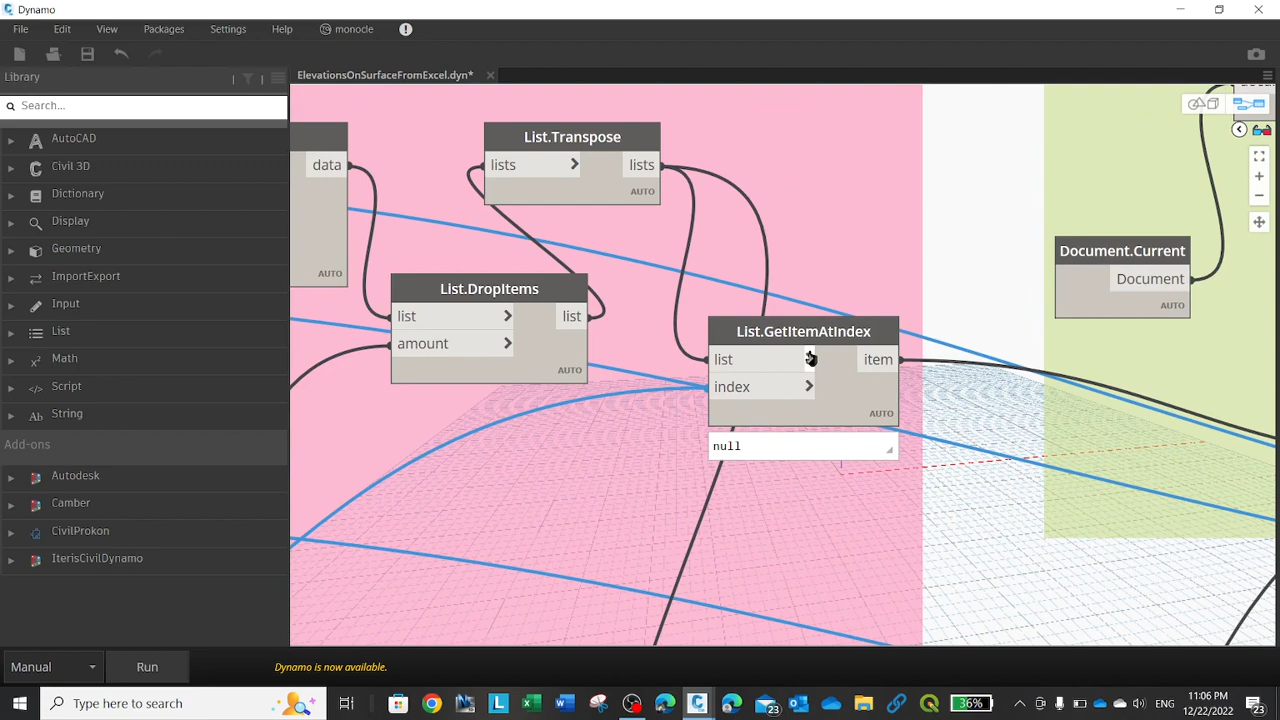 Dynamo
File Edit View Packages Settings Help monocle
Library
ElevationsOnSurfaceFromExcel.dyn*
Search...
AutoCAD
Civil 3D
Dictionary
Display
Geometry
ImportExport
Input
List
Math
Script
String
Add-ons
Autodesk
Camber
CivilProkon
IterisCivilDynamo
data
AUTO
List.Transpose
lists > lists
AUTO
List.DropItems
list > list
amount >
AUTO
List.GetItemAtIndex
list item
index >
AUTO
null
Document.Current
Document
AUTO
Manual Run Dynamo is now available.
Type here to search
36%
ENG
11:06 PM
12/22/2022
23
23